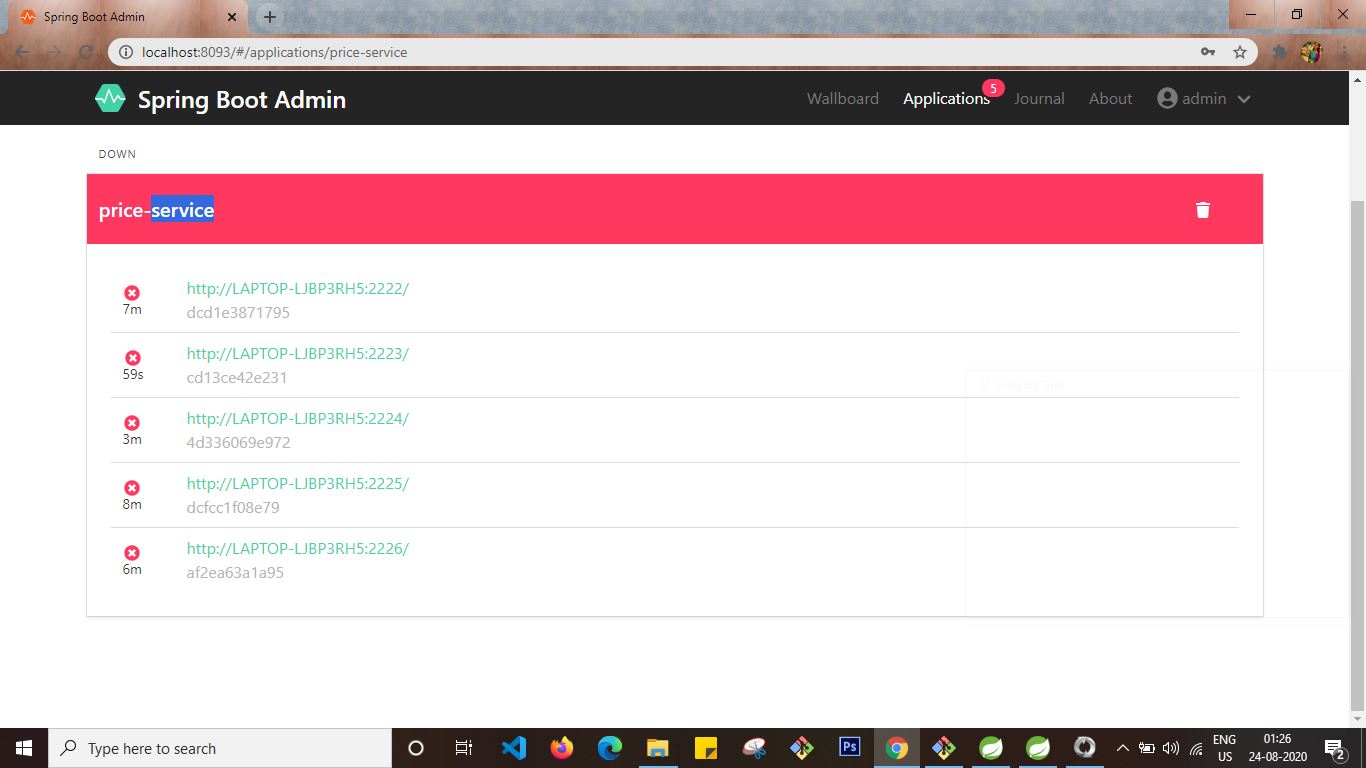 Spring Boot Admin
localhost:8093/#/applications/price-service
Spring Boot Admin
Wallboard
Applications
5
Journal
About
admin
DOWN
price-service
http://LAPTOP-LJBP3RH5:2222/
7m
dcd1e3871795
http://LAPTOP-LJBP3RH5:2223/
59s
cd13ce42e231
http://LAPTOP-LJBP3RH5:2224/
3m
4d336069e972
http://LAPTOP-LJBP3RH5:2225/
8m
dcfcc1f08e79
http://LAPTOP-LJBP3RH5:2226/
6m
af2ea63a1a95
Snipping Tool
Type here to search
Ps
ENG
US
01:26
24-08-2020
2